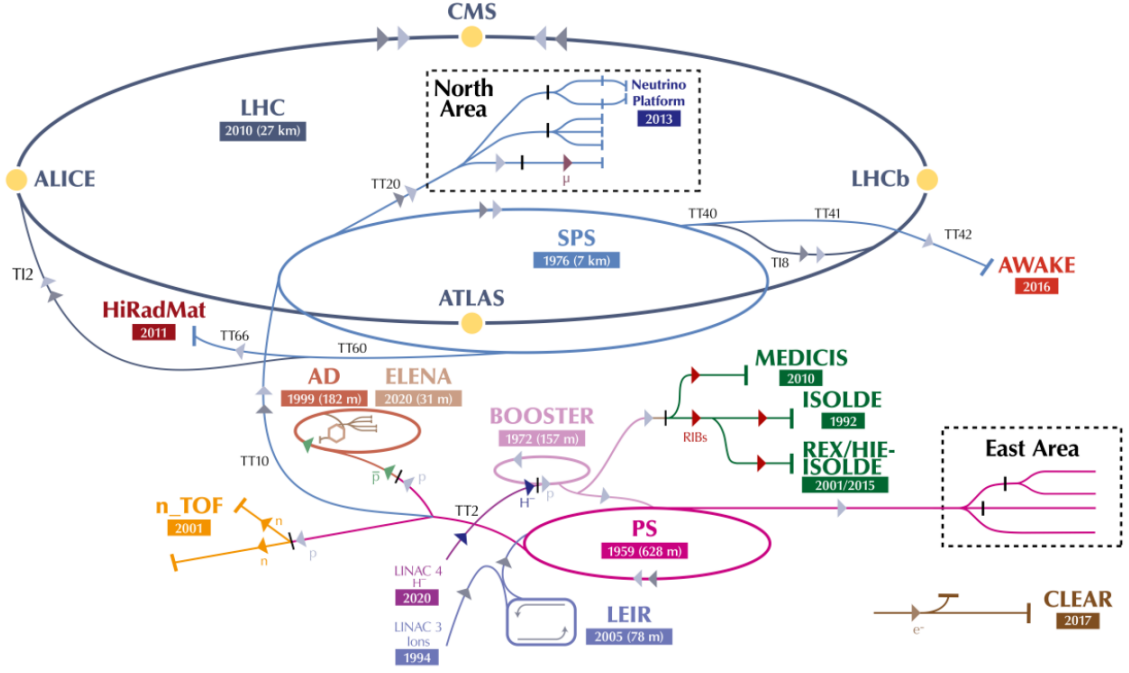 CMS
North
Area
Neutrino
Platform
2013
LHC
2010 (27 km)
ALICE
LHCb
TT20
μ
TT40
TT41
TT42
SPS
1976 (7 km)
TI8
AWAKE
2016
TI2
ATLAS
HiRadMat
2011
TT66
TT60
AD
1999 (182 m)
ELENA
2020 (31 m)
MEDICIS
2010
BOOSTER
1972 (157 m)
ISOLDE
1992
RIBs
REX/HIE-
ISOLDE
2001/2015
East Area
TT10
p̅
p
H⁻
p
TT2
n_TOF
2001
n
n
p
PS
1959 (628 m)
LINAC 4
H⁻
2020
LINAC 3
Ions
1994
LEIR
2005 (78 m)
CLEAR
2017
e⁻